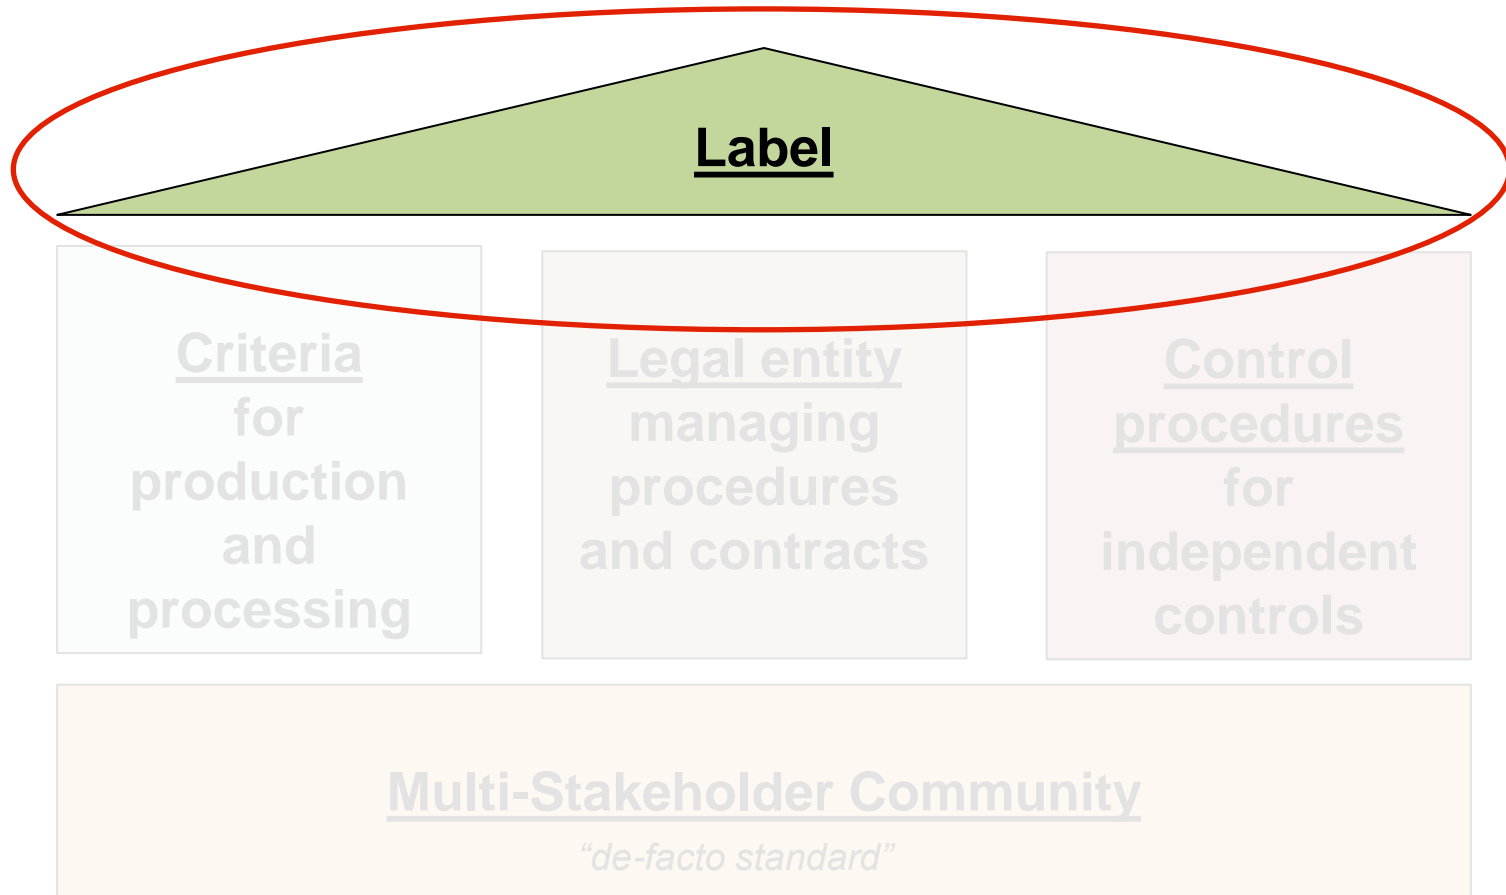 Label
Criteria
for
production
and
processing
Legal entity
managing
procedures
and contracts
Control
procedures
for
independent
controls
Multi-Stakeholder Community
“de-facto standard”